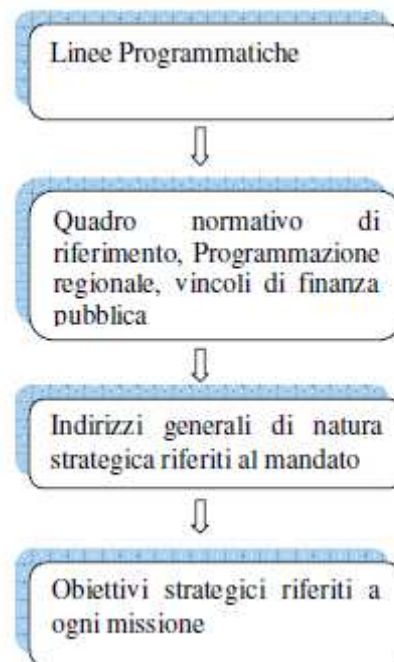 Linee Programmatiche
Quadro normativo di
riferimento, Programmazione
regionale, vincoli di finanza
pubblica
Indirizzi generali di natura
strategica riferiti al mandato
Obiettivi strategici riferiti a
ogni missione